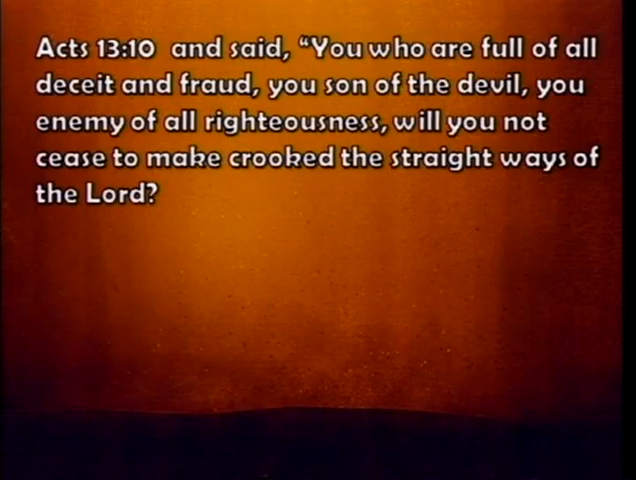 Acts 13:10 and said, “You who are full of all
deceit and fraud, you son of the devil, you
enemy of all righteousness, will you not
cease to make crooked the straight ways of
the Lord?